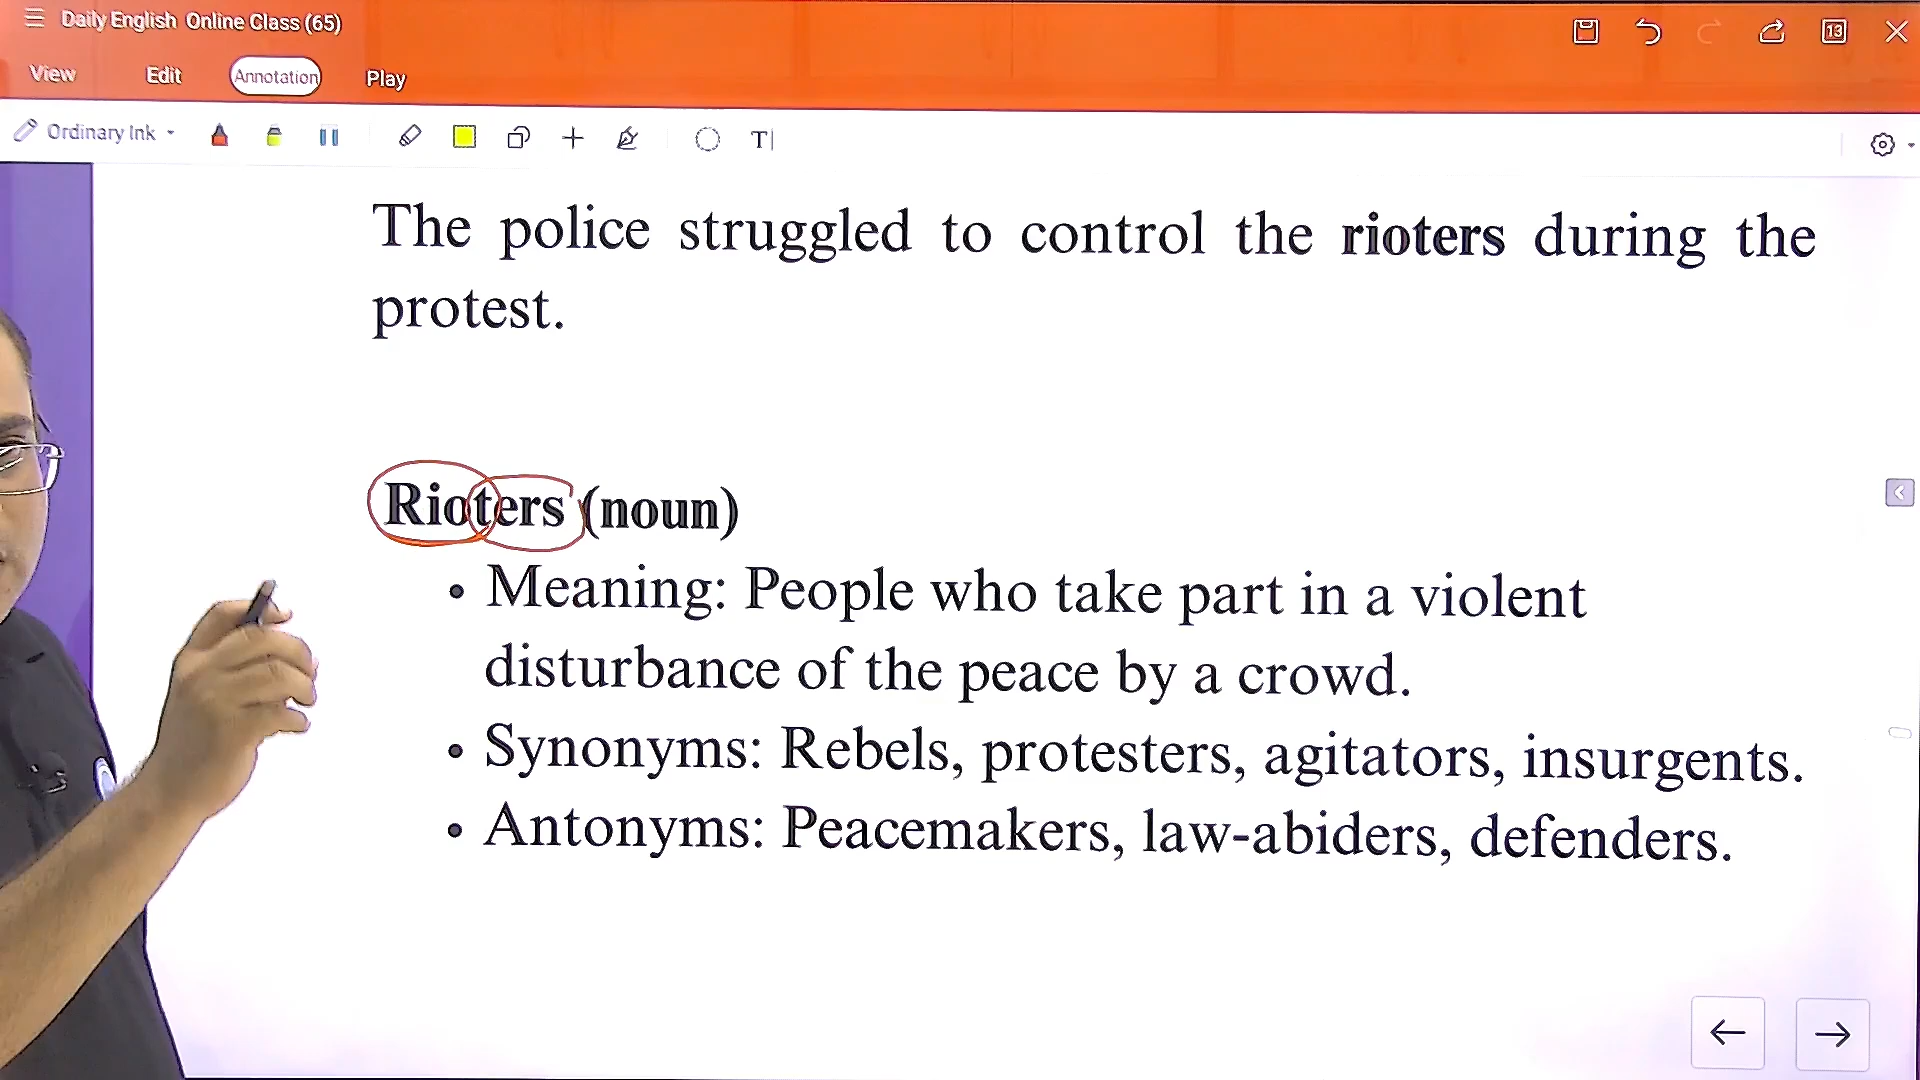 Daily English Online Class (65)
13
View Edit Annotation Play
Ordinary Ink T
The police struggled to control the rioters during the
protest.
Rioters (noun)
• Meaning: People who take part in a violent
disturbance of the peace by a crowd.
• Synonyms: Rebels, protesters, agitators, insurgents.
• Antonyms: Peacemakers, law-abiders, defenders.